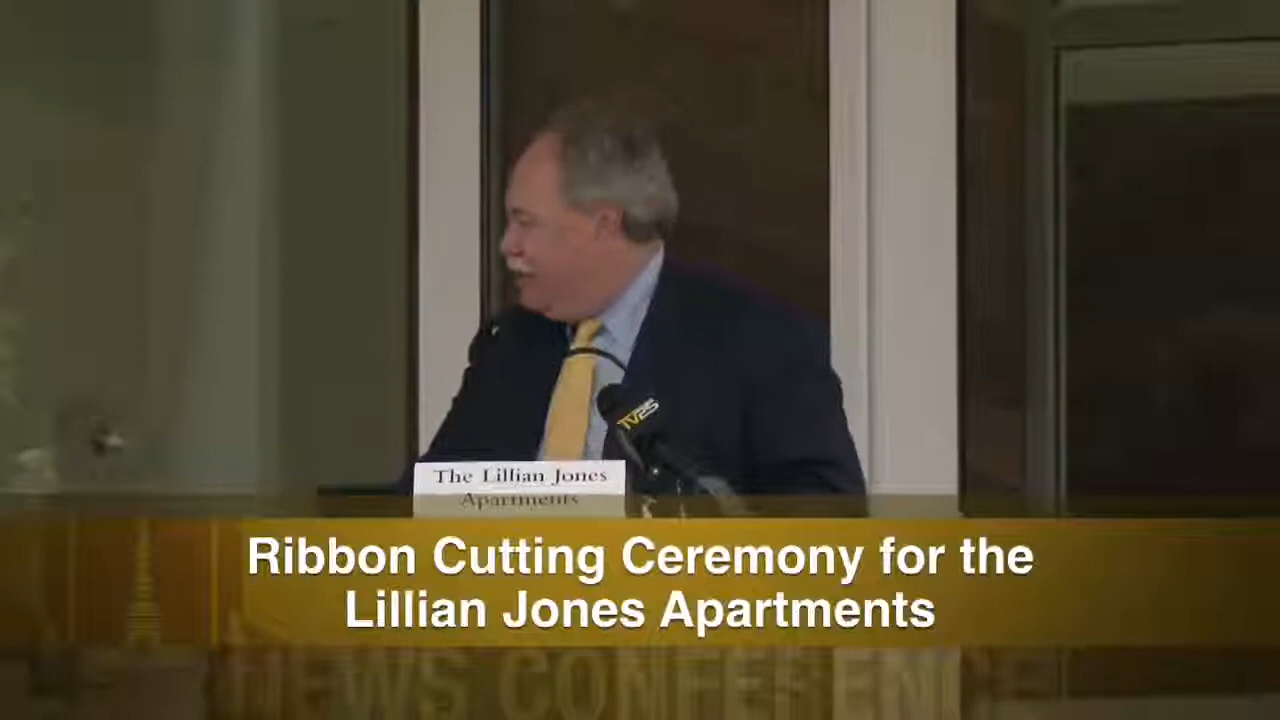 TV25
The Lillian Jones
Apartments
Ribbon Cutting Ceremony for the
Lillian Jones Apartments
NEWS CONFERENCE